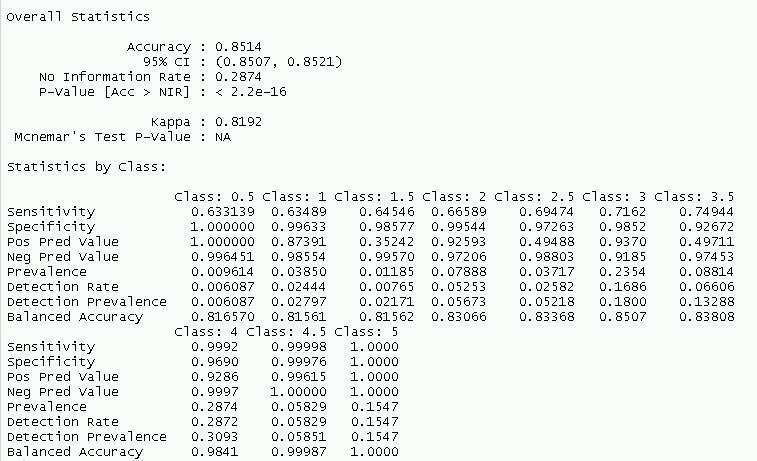 Overall Statistics
Accuracy : 0.8514
95% CI : (0.8507, 0.8521)
No Information Rate : 0.2874
P-Value [Acc > NIR] : < 2.2e-16
Kappa : 0.8192
Mcnemar's Test P-Value : NA
Statistics by Class:
Class: 0.5 Class: 1 Class: 1.5 Class: 2 Class: 2.5 Class: 3 Class: 3.5
Sensitivity 0.633139 0.63489 0.64546 0.66589 0.69474 0.7162 0.74944
Specificity 1.000000 0.99633 0.98577 0.99544 0.97263 0.9852 0.92672
Pos Pred Value 1.000000 0.87391 0.35242 0.92593 0.49488 0.9370 0.49711
Neg Pred Value 0.996451 0.98554 0.99570 0.97206 0.98803 0.9185 0.97453
Prevalence 0.009614 0.03850 0.01185 0.07888 0.03717 0.2354 0.08814
Detection Rate 0.006087 0.02444 0.00765 0.05253 0.02582 0.1686 0.06606
Detection Prevalence 0.006087 0.02797 0.02171 0.05673 0.05218 0.1800 0.13288
Balanced Accuracy 0.816570 0.81561 0.81562 0.83066 0.83368 0.8507 0.83808
Class: 4 Class: 4.5 Class: 5
Sensitivity 0.9992 0.99998 1.0000
Specificity 0.9690 0.99976 1.0000
Pos Pred Value 0.9286 0.99615 1.0000
Neg Pred Value 0.9997 1.00000 1.0000
Prevalence 0.2874 0.05829 0.1547
Detection Rate 0.2872 0.05829 0.1547
Detection Prevalence 0.3093 0.05851 0.1547
Balanced Accuracy 0.9841 0.99987 1.0000